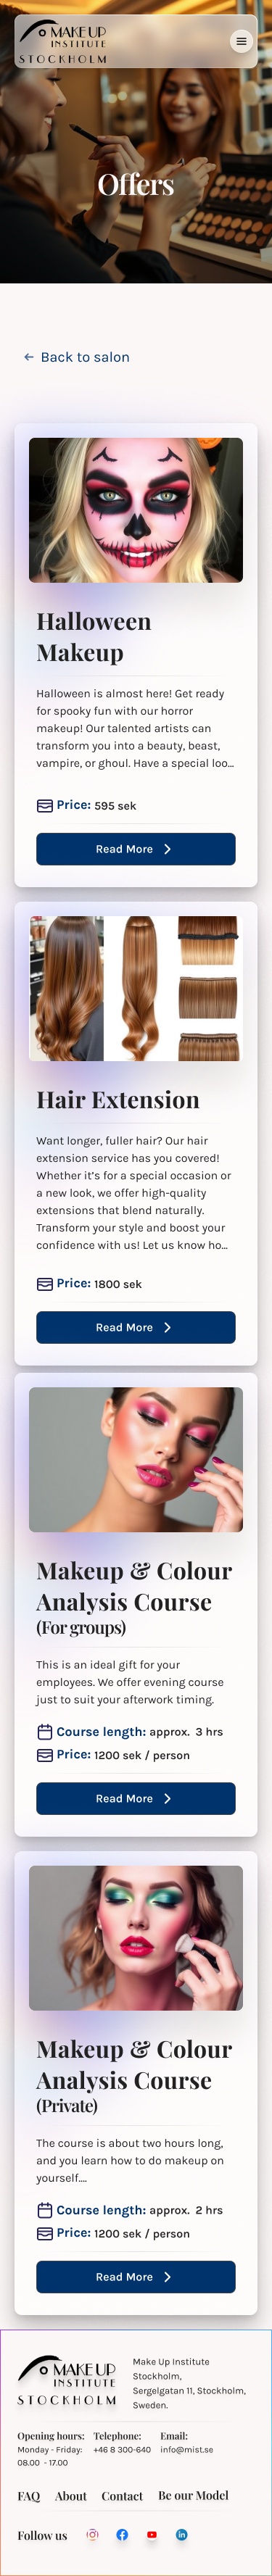 MAKE UP
INSTITUTE
STOCKHOLM
Offers
Back to salon
Halloween
Makeup
Halloween is almost here! Get ready
for spooky fun with our horror
makeup! Our talented artists can
transform you into a beauty, beast,
vampire, or ghoul. Have a special loo...
Price: 595 sek
Read More
Hair Extension
Want longer, fuller hair? Our hair
extension service has you covered!
Whether it's for a special occasion or
a new look, we offer high-quality
extensions that blend naturally.
Transform your style and boost your
confidence with us! Let us know ho...
Price: 1800 sek
Read More
Makeup & Colour
Analysis Course
(For groups)
This is an ideal gift for your
employees. We offer evening course
just to suit your afterwork timing.
Course length: approx. 3 hrs
Price: 1200 sek / person
Read More
Makeup & Colour
Analysis Course
(Private)
The course is about two hours long,
and you learn how to do makeup on
yourself....
Course length: approx. 2 hrs
Price: 1200 sek / person
Read More
MAKE UP
INSTITUTE
STOCKHOLM
Make Up Institute
Stockholm,
Sergelgatan 11, Stockholm,
Sweden.
Opening hours:
Monday - Friday:
08.00 - 17.00
Telephone:
+46 8 300-640
Email:
info@mist.se
FAQ About Contact Be our Model
Follow us